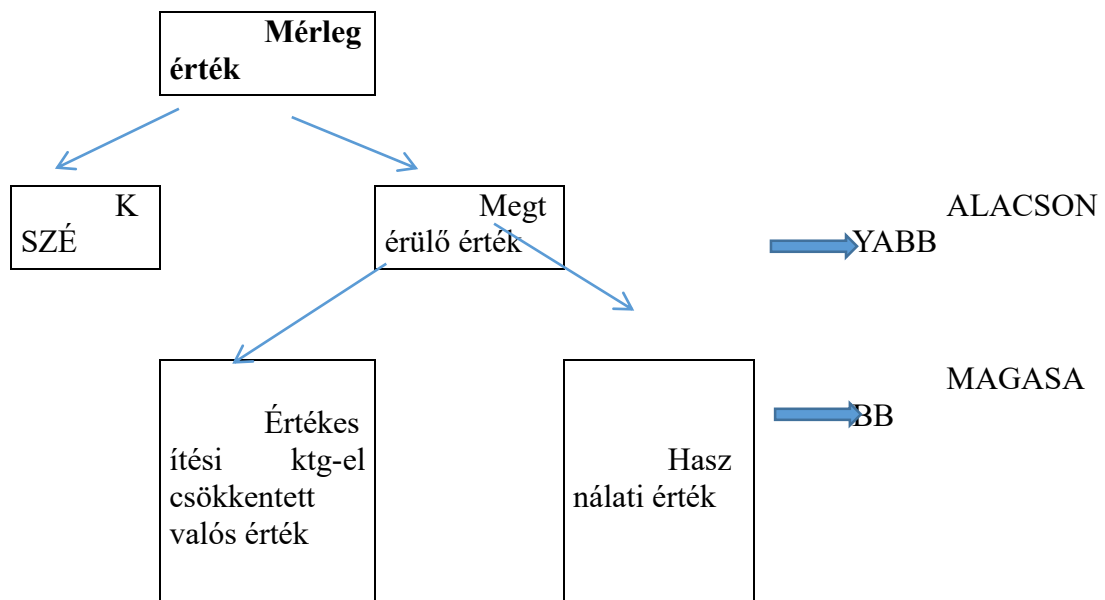 Mérleg
érték
K
SZÉ
Megt
érülő érték
ALACSON
YABB
Értékes
ítési ktg-el
csökkentett
valós érték
Hasz
nálati érték
MAGASA
BB